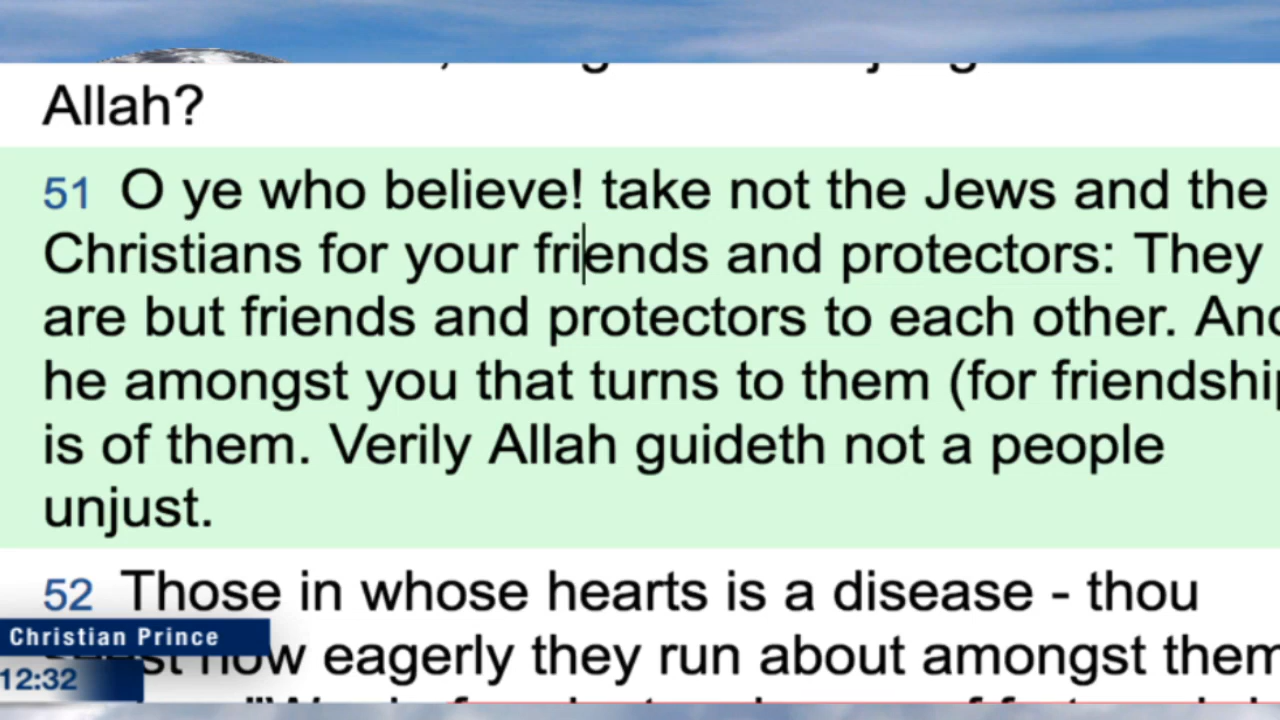 Allah?
51 O ye who believe! take not the Jews and the
Christians for your friends and protectors: They
are but friends and protectors to each other. And
he amongst you that turns to them (for friendship
is of them. Verily Allah guideth not a people
unjust.
52 Those in whose hearts is a disease - thou
Christian Prince
how eagerly they run about amongst them
12:32